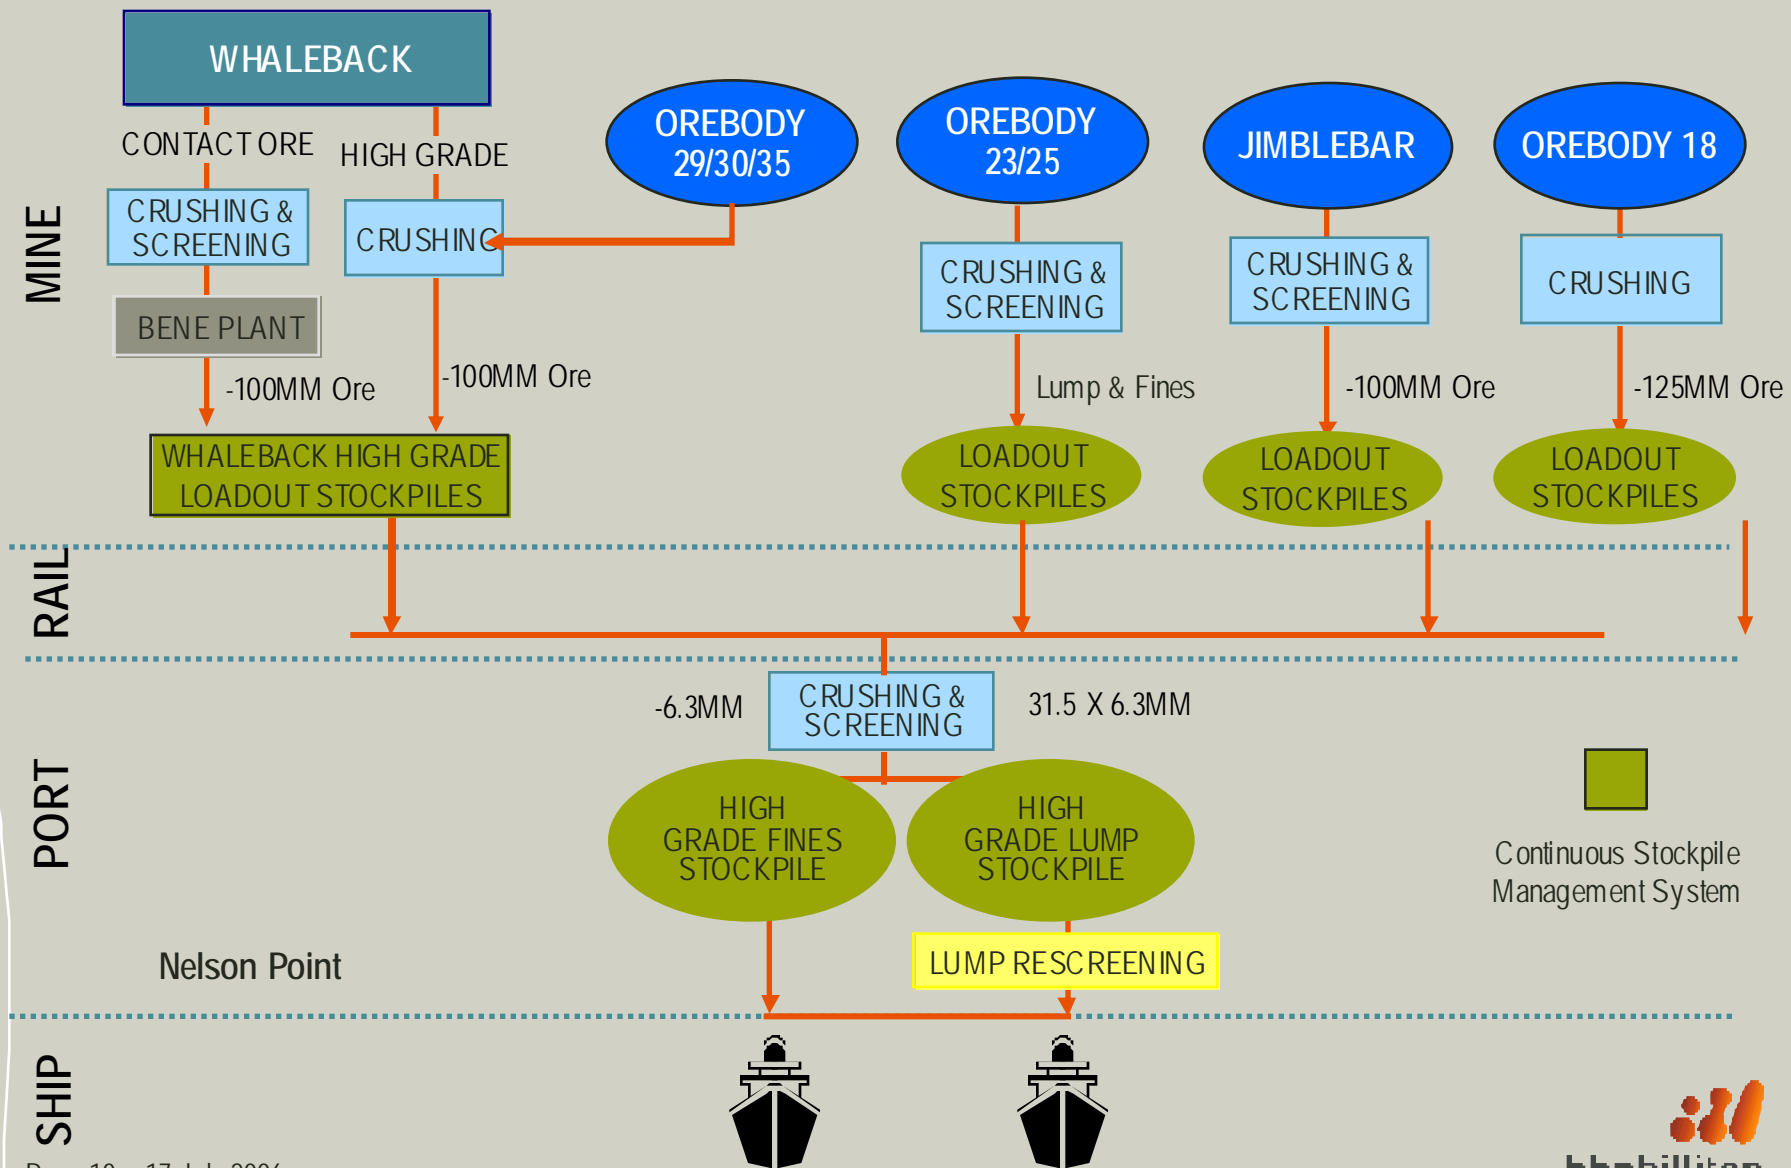 WHALEBACK
CONTACT ORE
HIGH GRADE
OREBODY
29/30/35
OREBODY
23/25
JIMBLEBAR
OREBODY 18
MINE
CRUSHING &
SCREENING
CRUSHING
CRUSHING &
SCREENING
CRUSHING &
SCREENING
CRUSHING
BENE PLANT
-100MM Ore
-100MM Ore
Lump & Fines
-100MM Ore
-125MM Ore
WHALEBACK HIGH GRADE
LOADOUT STOCKPILES
LOADOUT
STOCKPILES
LOADOUT
STOCKPILES
LOADOUT
STOCKPILES
RAIL
-6.3MM
CRUSHING &
SCREENING
31.5 X 6.3MM
PORT
HIGH
GRADE FINES
STOCKPILE
HIGH
GRADE LUMP
STOCKPILE
Continuous Stockpile
Management System
Nelson Point
LUMP RESCREENING
SHIP
bhpbilliton